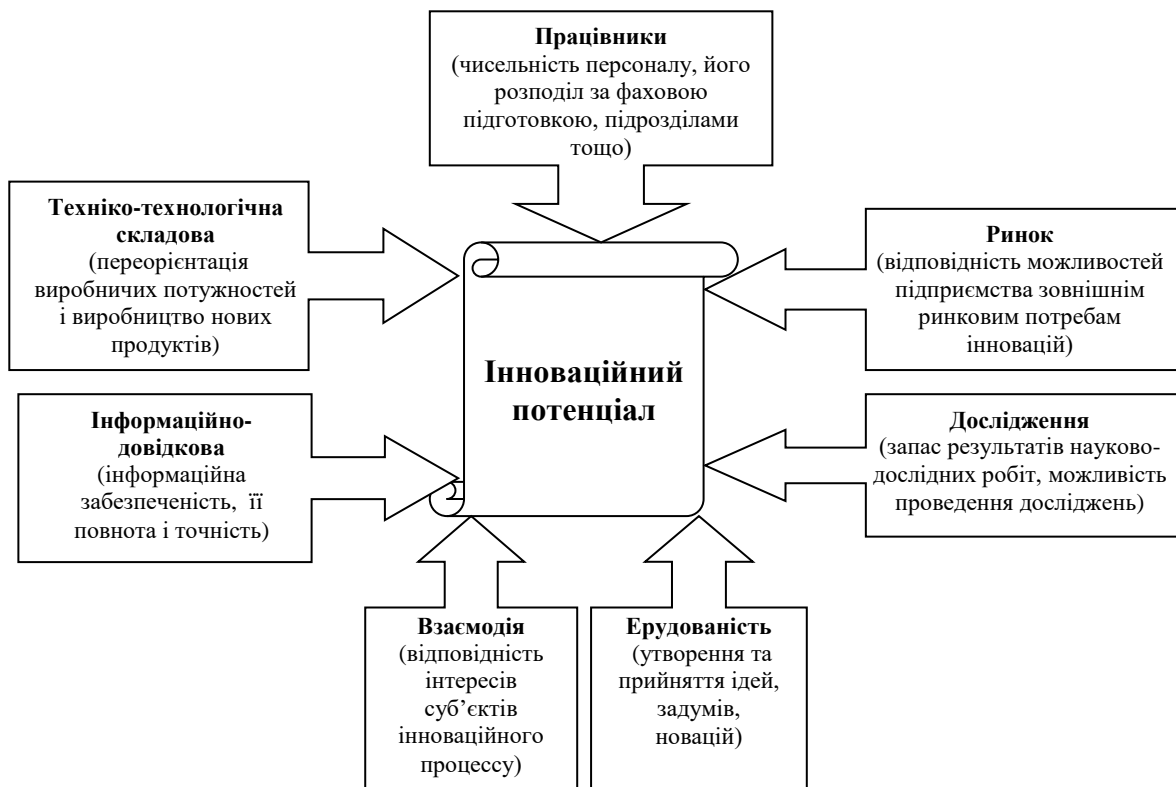 Працівники
(чисельність персоналу, його
розподіл за фаховою
підготовкою, підрозділами
тощо)
Техніко-технологічна
складова
(переорієнтація
виробничих потужностей
і виробництво нових
продуктів)
Ринок
(відповідність можливостей
підприємства зовнішнім
ринковим потребам
інновацій)
Інноваційний
потенціал
Інформаційно-
довідкова
(інформаційна
забезпеченість,  її
повнота і точність)
Дослідження
(запас результатів науково-
дослідних робіт, можливість
проведення досліджень)
Взаємодія
(відповідність
інтересів
суб’єктів
інноваційного
процессу)
Ерудованість
(утворення та
прийняття ідей,
задумів,
новацій)